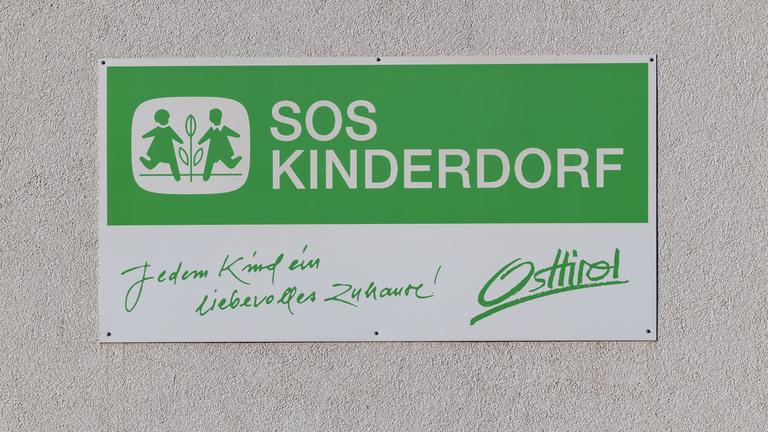 SOS
KINDERDORF
Jedem Kind ein
liebevolles Zuhause!
Osttirol